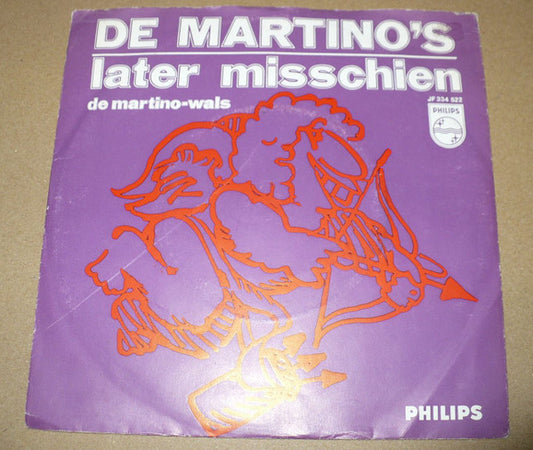 DE MARTINO'S
later misschien
de martino-wals
JF 334 522
PHILIPS
PHILIPS